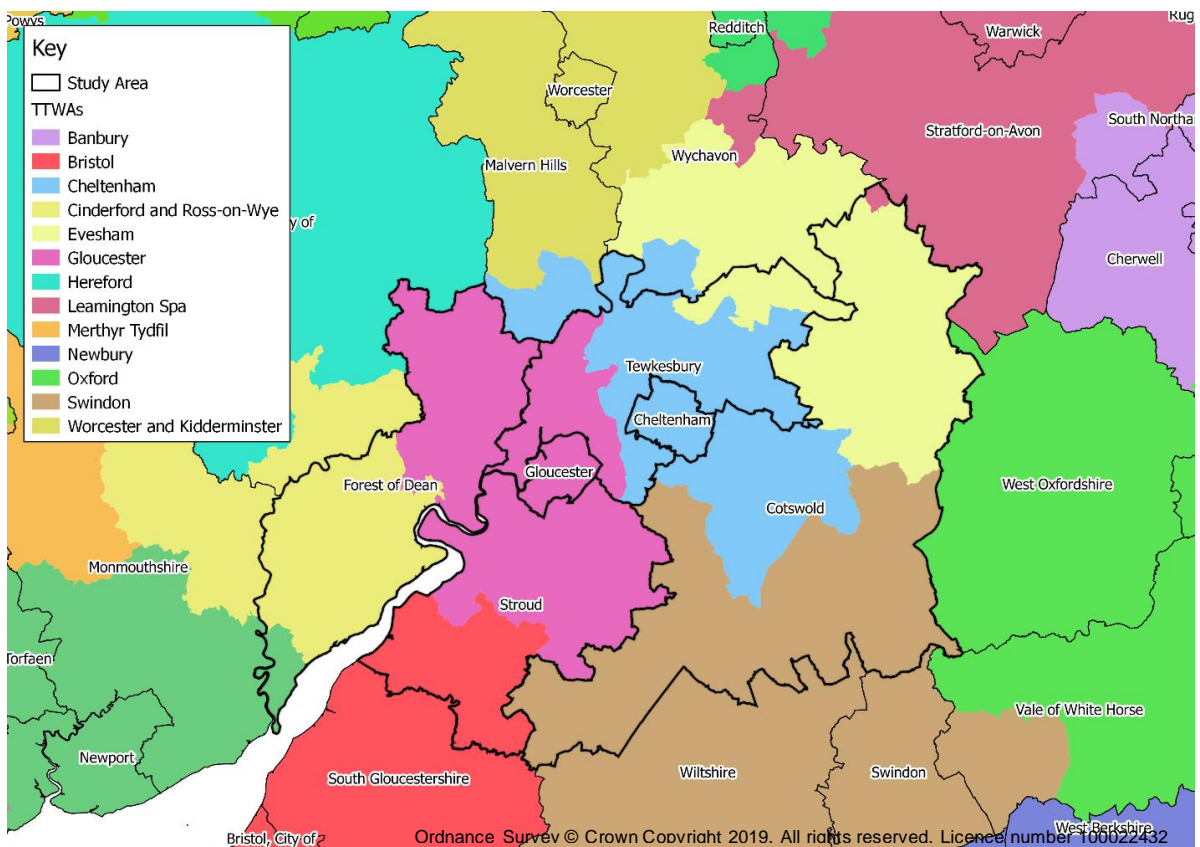 Powys
Key
Study Area
TTWAs
Banbury
Bristol
Cheltenham
Cinderford and Ross-on-Wye
Evesham
Gloucester
Hereford
Leamington Spa
Merthyr Tydfil
Newbury
Oxford
Swindon
Worcester and Kidderminster
Redditch
Warwick
Rug
Worcester
Stratford-on-Avon
South Northan
Wychavon
Malvern Hills
y of
Cherwell
Tewkesbury
Cheltenham
Gloucester
Forest of Dean
West Oxfordshire
Cotswold
Monmouthshire
Stroud
Torfaen
Vale of White Horse
Newport
South Gloucestershire
Wiltshire
Swindon
West Berkshire
Bristol, City of
Ordnance Survey © Crown Copyright 2019. All rights reserved. Licence number 100022432